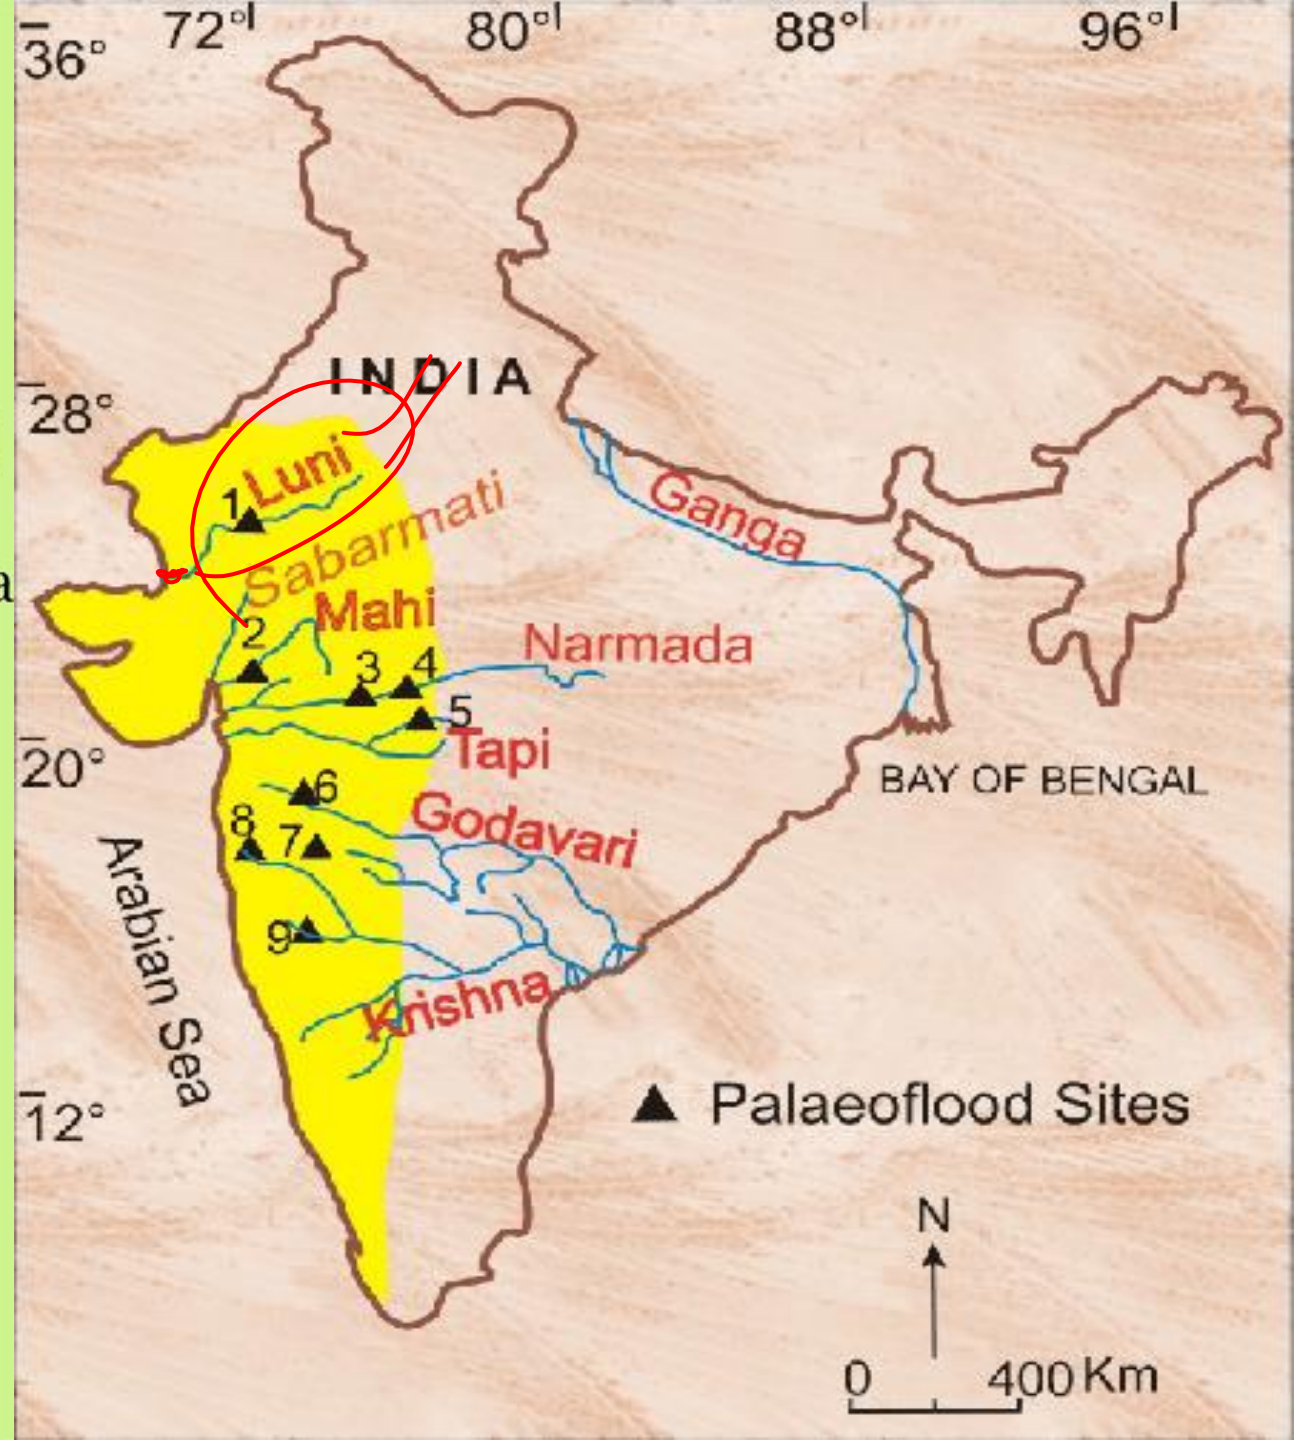 72° 80° 88° 96°
36°
INDIA
28°
Luni
1
Sabarmati
Ganga
a
Mahi
2
Narmada
3 4
5
Tapi
20°
BAY OF BENGAL
6
Godavari
8 7
Arabian Sea
9
Krishna
12°
Palaeoflood Sites
N
0 400 Km